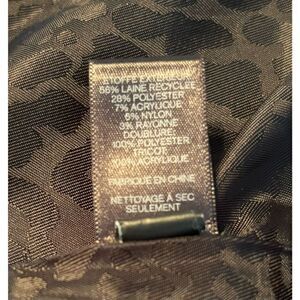 ÉTOFFE EXTÉRIEURE
56% LAINE RECYCLÉE
28% POLYESTER
7% ACRYLIQUE
6% NYLON
3% RAYONNE
DOUBLURE:
100% POLYESTER
TRICOT
100% ACRYLIQUE
FABRIQUÉ EN CHINE
NETTOYAGE À SEC
SEULEMENT